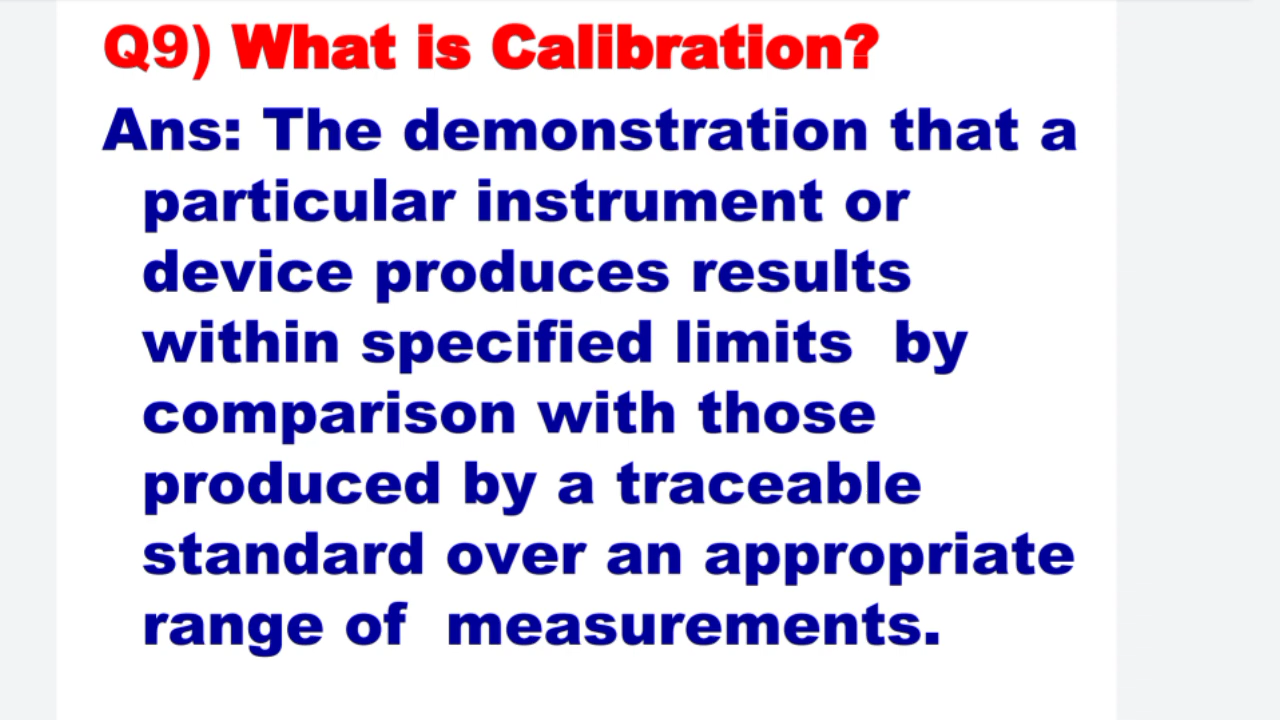 Q9) What is Calibration?
Ans: The demonstration that a
particular instrument or
device produces results
within specified limits  by
comparison with those
produced by a traceable
standard over an appropriate
range of  measurements.